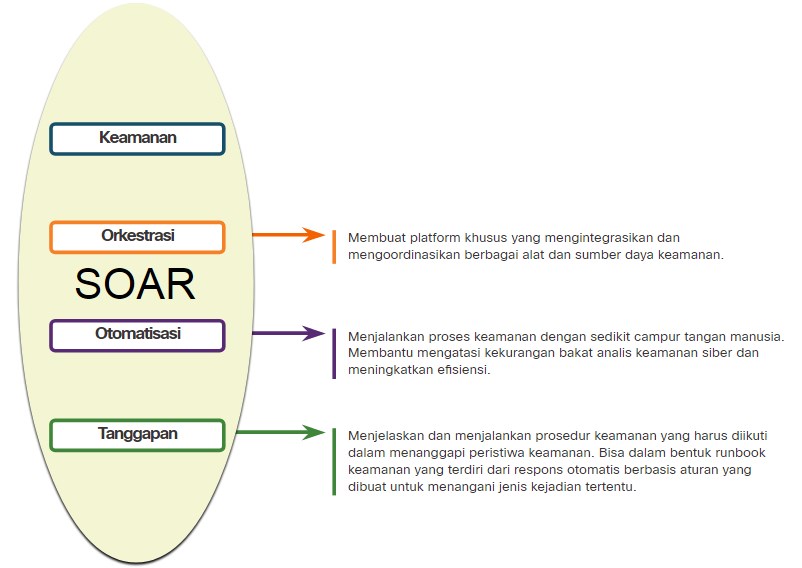 Keamanan
Orkestrasi
Membuat platform khusus yang mengintegrasikan dan
mengoordinasikan berbagai alat dan sumber daya keamanan.
SOAR
Otomatisasi
Menjalankan proses keamanan dengan sedikit campur tangan manusia.
Membantu mengatasi kekurangan bakat analis keamanan siber dan
meningkatkan efisiensi.
Tanggapan
Menjelaskan dan menjalankan prosedur keamanan yang harus diikuti
dalam menanggapi peristiwa keamanan. Bisa dalam bentuk runbook
keamanan yang terdiri dari respons otomatis berbasis aturan yang
dibuat untuk menangani jenis kejadian tertentu.